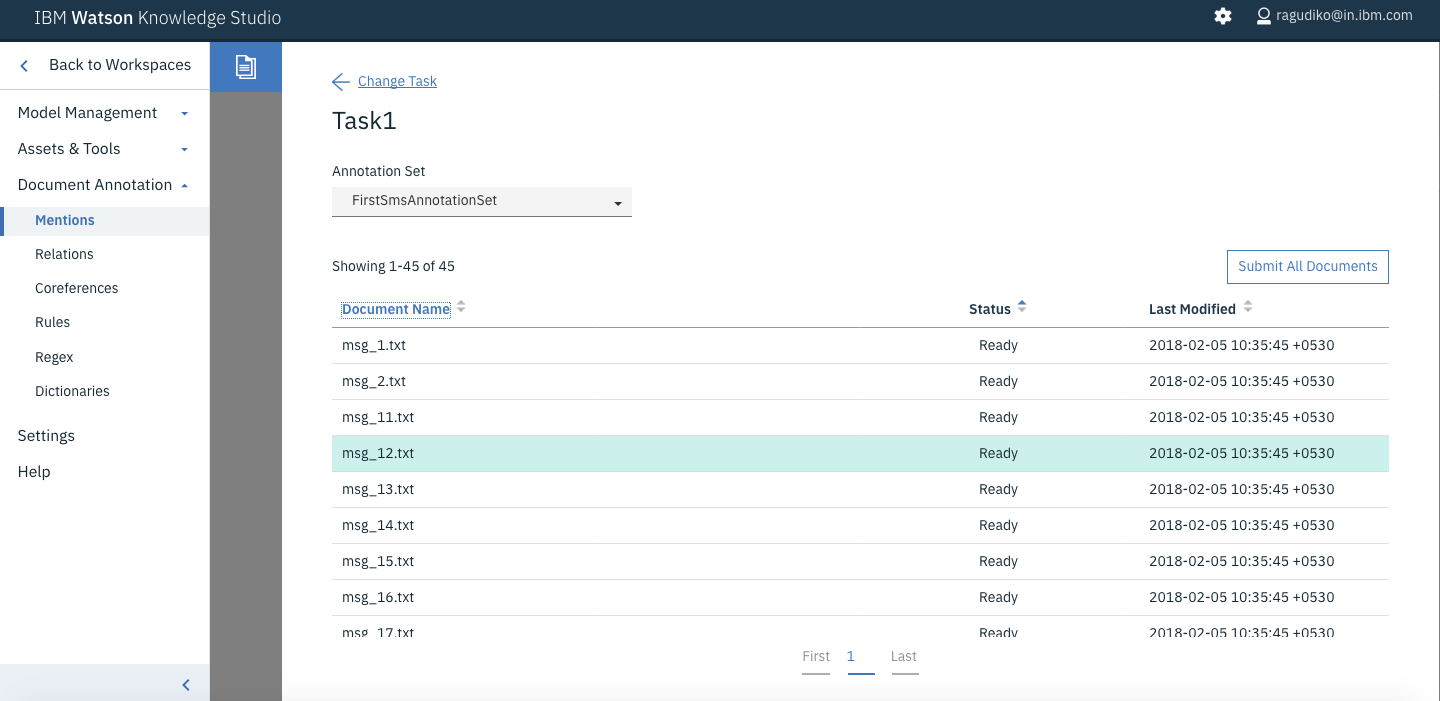 IBM Watson Knowledge Studio
ragudiko@in.ibm.com
Back to Workspaces
Model Management
Assets & Tools
Document Annotation
Mentions
Relations
Coreferences
Rules
Regex
Dictionaries
Settings
Help
Change Task
Task1
Annotation Set
FirstSmsAnnotationSet
Showing 1-45 of 45
Submit All Documents
Document Name Status Last Modified
msg_1.txt Ready 2018-02-05 10:35:45 +0530
msg_2.txt Ready 2018-02-05 10:35:45 +0530
msg_11.txt Ready 2018-02-05 10:35:45 +0530
msg_12.txt Ready 2018-02-05 10:35:45 +0530
msg_13.txt Ready 2018-02-05 10:35:45 +0530
msg_14.txt Ready 2018-02-05 10:35:45 +0530
msg_15.txt Ready 2018-02-05 10:35:45 +0530
msg_16.txt Ready 2018-02-05 10:35:45 +0530
msg_17.txt Ready 2018-02-05 10:35:45 +0530
First 1 Last